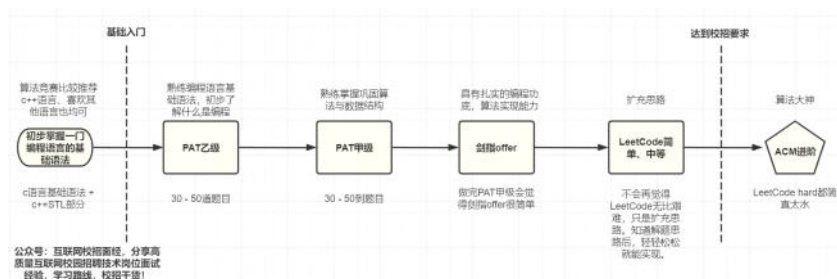 基础入门
达到校招要求
算法竞赛比较推荐
c++语言、喜欢其
他语言也均可
初步掌握一门
编程语言的基
础语法
c语言基础语法 +
c++STL部分
公众号：互联网校招面经，分享高
质量互联网校园招聘技术岗位面试
经验，学习路线，校招干货！
熟练编程语言基
础语法，初步了
解什么是编程
PAT乙级
30 - 50道题目
熟练掌握巩固算
法与数据结构
PAT甲级
30 - 50到题目
具有扎实的编程功
底，算法实现能力
剑指offer
做完PAT甲级会觉
得剑指offer很简单
扩充思路
LeetCode简
单、中等
不会再觉得
LeetCode无比艰
难，只是扩充思
路。知道解题思
路后，轻轻松松
就能实现。
算法大神
ACM进阶
LeetCode hard都简
直太水